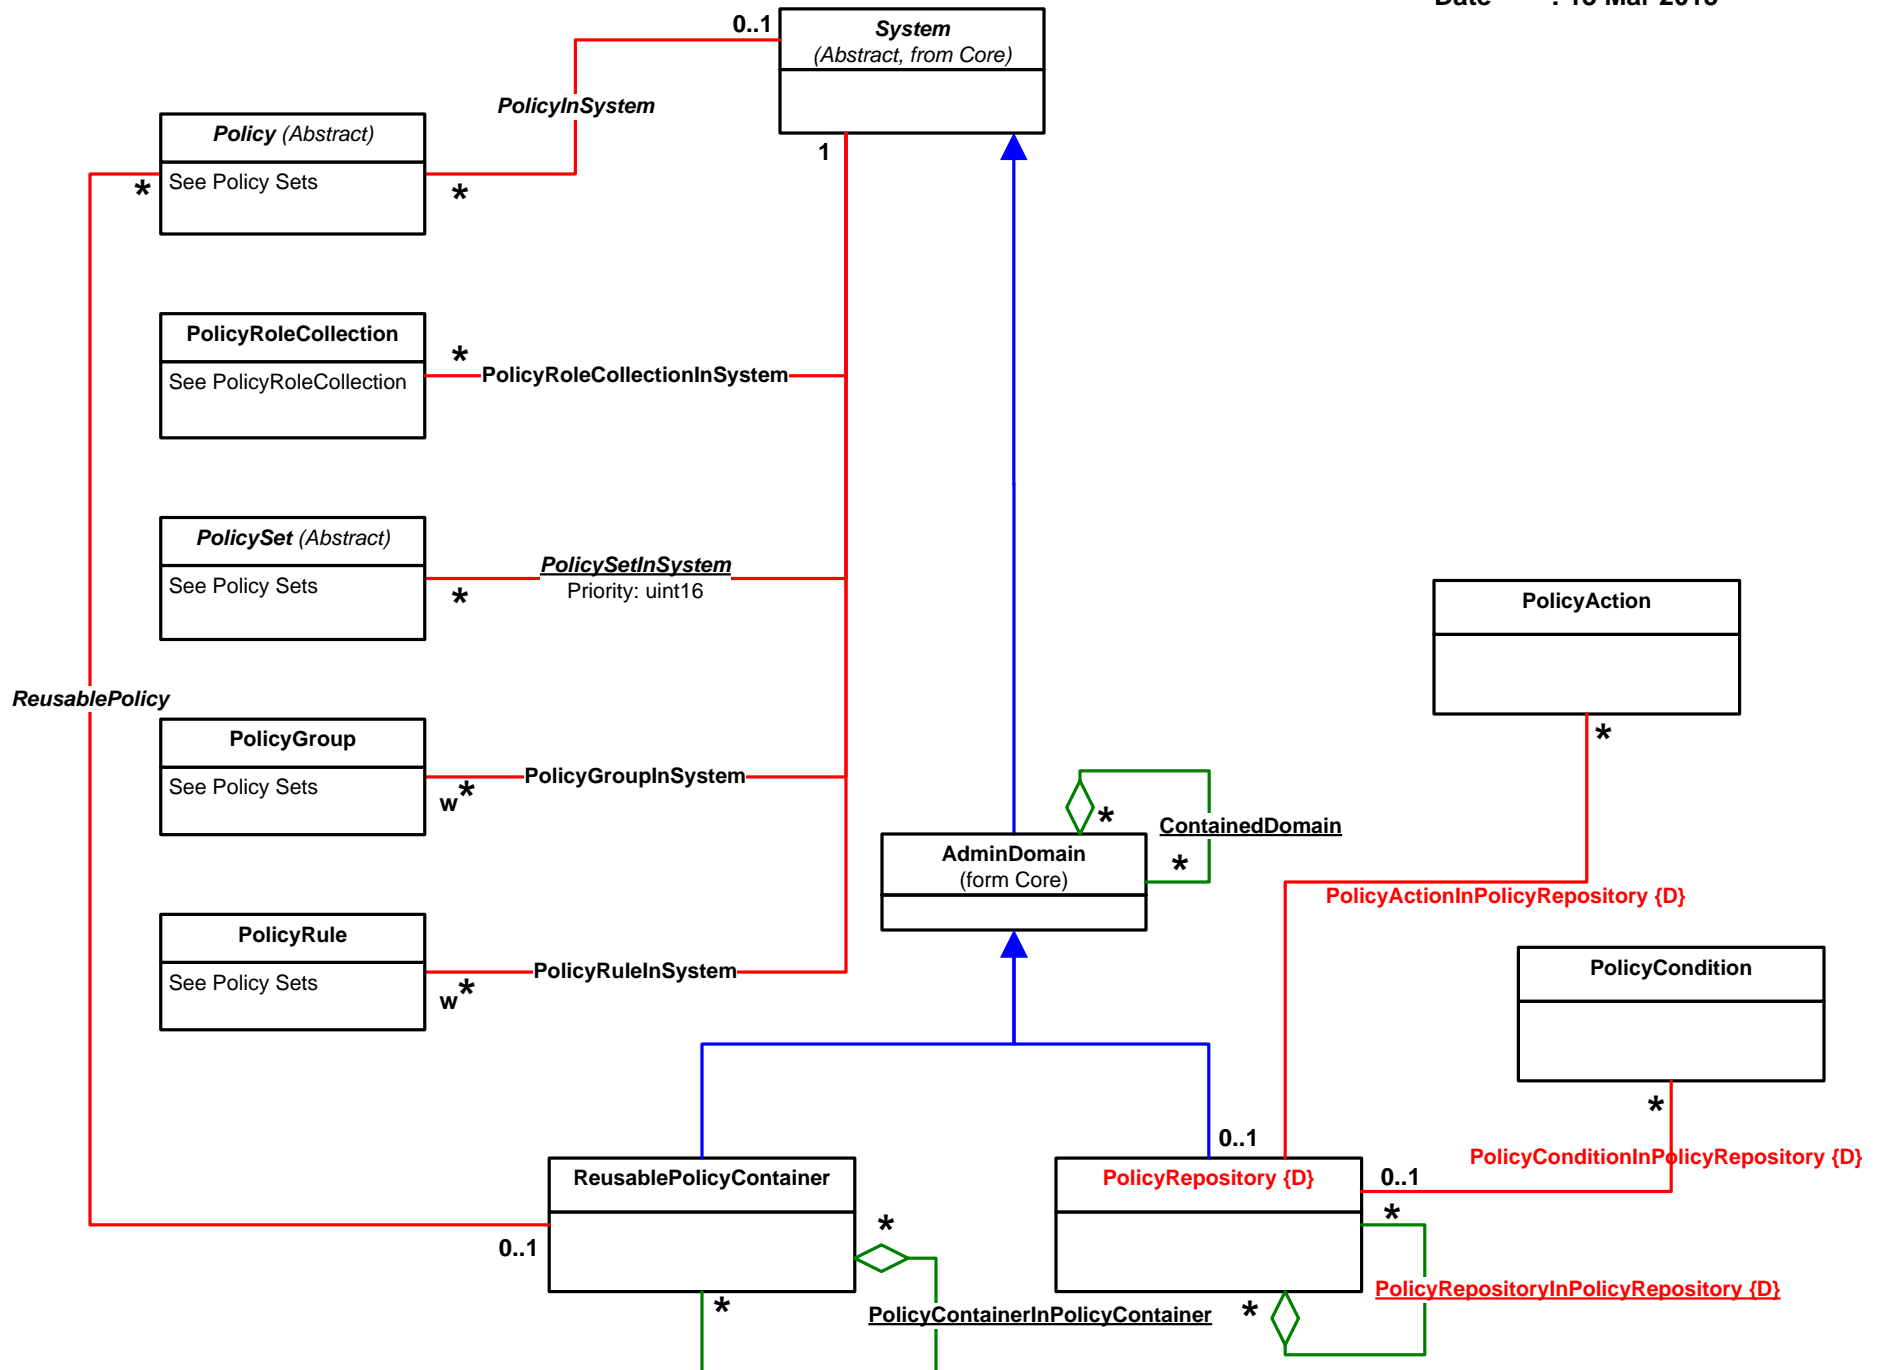 0..1
System
(Abstract, from Core)
PolicyInSystem
Policy (Abstract)
See Policy Sets
*
*
1
PolicyRoleCollection
See PolicyRoleCollection
*
PolicyRoleCollectionInSystem
PolicySet (Abstract)
See Policy Sets
*
PolicySetInSystem
Priority: uint16
PolicyAction
*
ReusablePolicy
PolicyGroup
See Policy Sets
w*
PolicyGroupInSystem
*
ContainedDomain
*
AdminDomain
(form Core)
PolicyActionInPolicyRepository {D}
PolicyRule
See Policy Sets
w*
PolicyRuleInSystem
PolicyCondition
*
PolicyConditionInPolicyRepository {D}
0..1
0..1
ReusablePolicyContainer
PolicyRepository {D}
0..1
*
*
*
*
PolicyContainerInPolicyContainer
PolicyRepositoryInPolicyRepository {D}